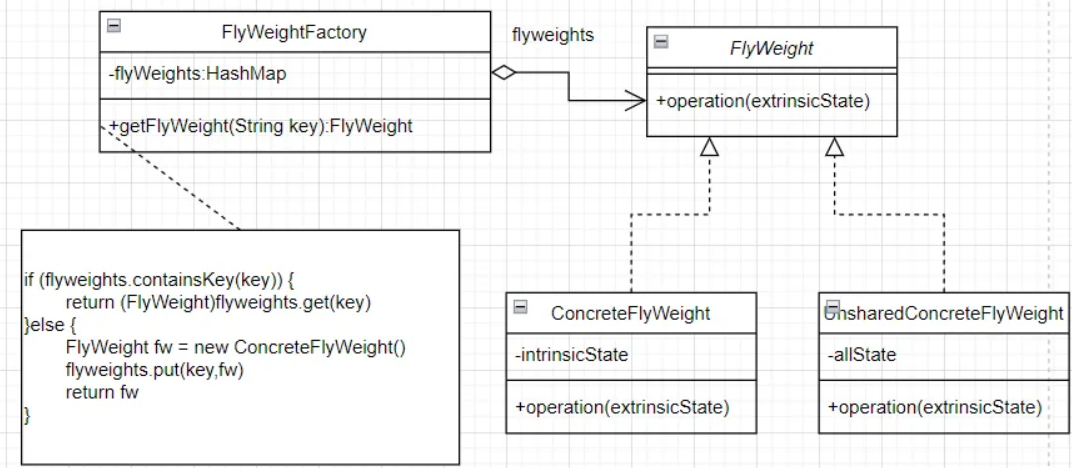 FlyWeightFactory
-flyWeights:HashMap
+getFlyWeight(String key):FlyWeight
flyweights
FlyWeight
+operation(extrinsicState)
if (flyweights.containsKey(key)) {
return (FlyWeight)flyweights.get(key)
}else {
FlyWeight fw = new ConcreteFlyWeight()
flyweights.put(key,fw)
return fw
}
ConcreteFlyWeight
-intrinsicState
+operation(extrinsicState)
UnsharedConcreteFlyWeight
-allState
+operation(extrinsicState)